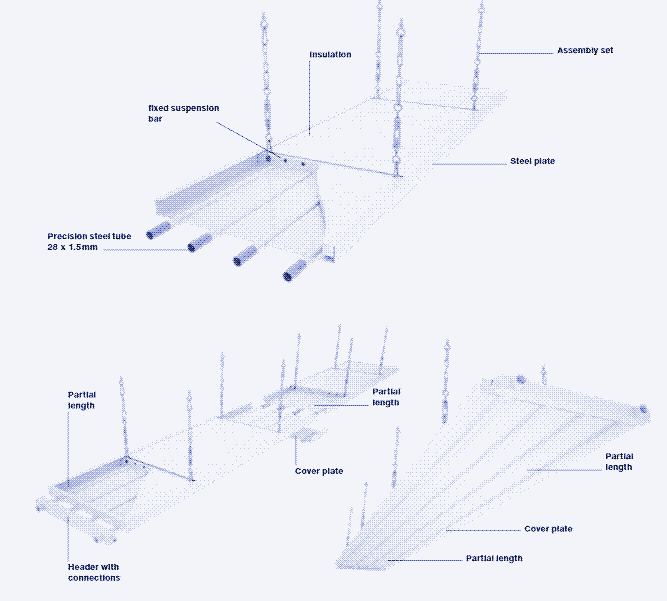 Assembly set
Insulation
fixed suspension
bar
Steel plate
Precision steel tube
28 x 1.5mm
Partial
length
Partial
length
Cover plate
Header with
connections
Partial
length
Cover plate
Partial length